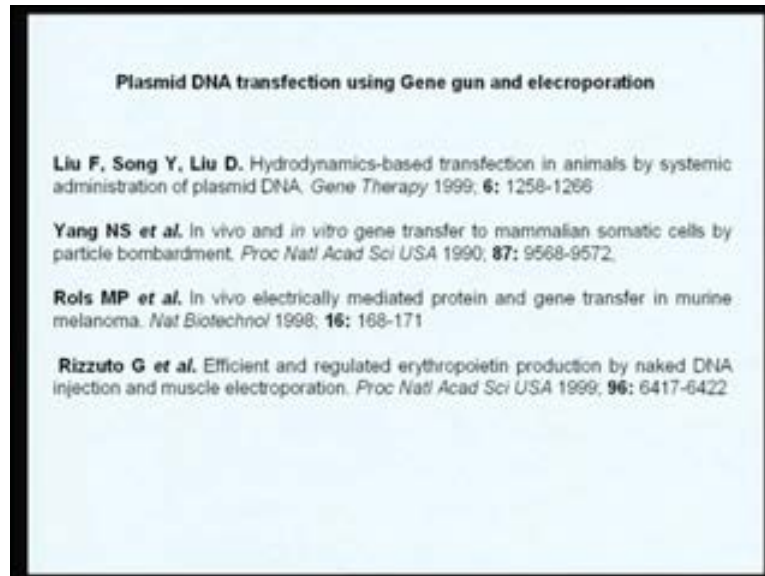 Plasmid DNA transfection using Gene gun and elecroporation
Liu F, Song Y, Liu D. Hydrodynamics-based transfection in animals by systemic
administration of plasmid DNA. Gene Therapy 1999; 6: 1258-1266
Yang NS et al. In vivo and in vitro gene transfer to mammalian somatic cells by
particle bombardment. Proc Natl Acad Sci USA 1990; 87: 9568-9572.
Rols MP et al. In vivo electrically mediated protein and gene transfer in murine
melanoma. Nat Biotechnol 1998; 16: 168-171
Rizzuto G et al. Efficient and regulated erythropoietin production by naked DNA
injection and muscle electroporation. Proc Natl Acad Sci USA 1999; 96: 6417-6422